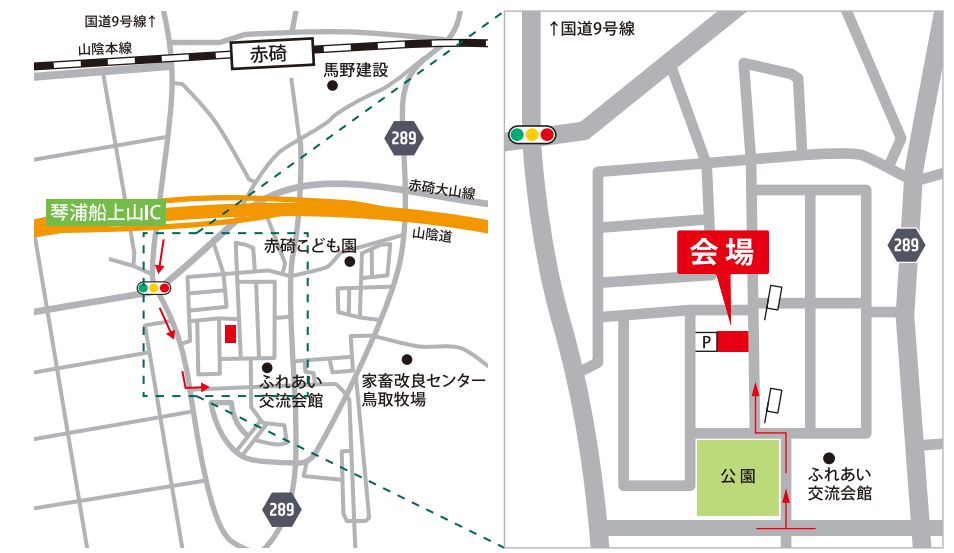 国道9号線↑
山陰本線
赤碕
馬野建設
289
赤碕大山線
琴浦船上山IC
山陰道
赤碕こども園
ふれあい
交流会館
家畜改良センター
鳥取牧場
289
↑国道9号線
289
会場
P
公園
ふれあい
交流会館